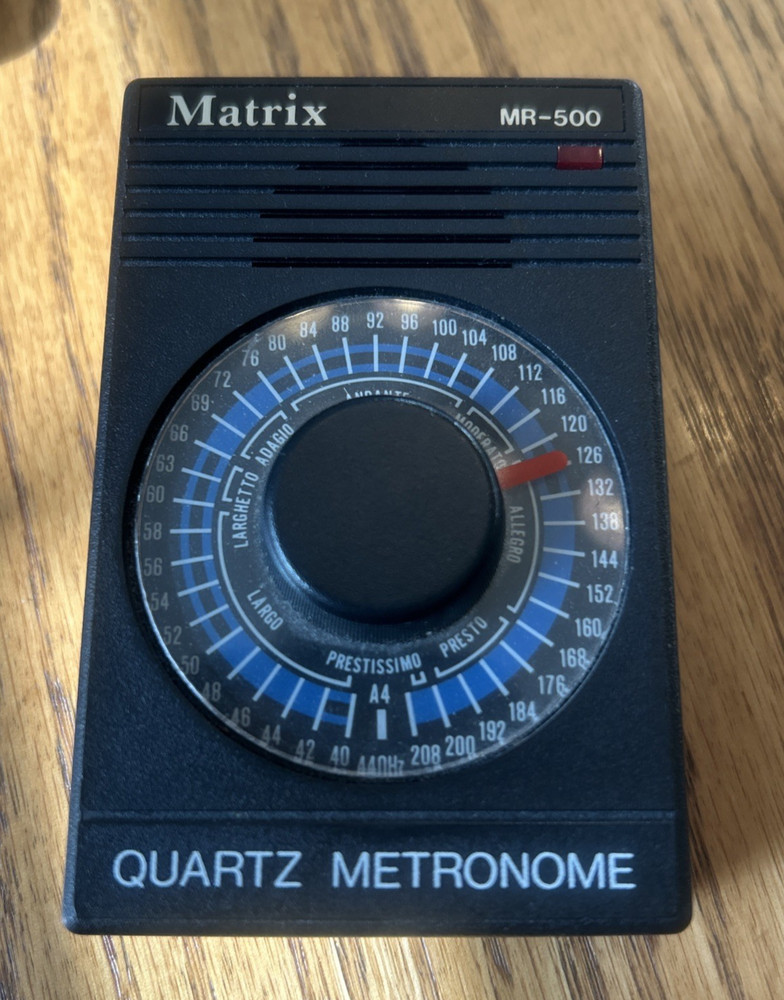 Matrix
MR-500
40 42 44 46 48 50 52 54 56 58 60 63 66 69 72 76 80 84 88 92 96 100 104 108 112 116 120 126 132 138 144 152 160 168 176 184 192 200 208
440Hz
A4
LARGO
LARGHETTO
ADAGIO
ANDANTE
MODERATO
ALLEGRO
PRESTO
PRESTISSIMO
QUARTZ METRONOME